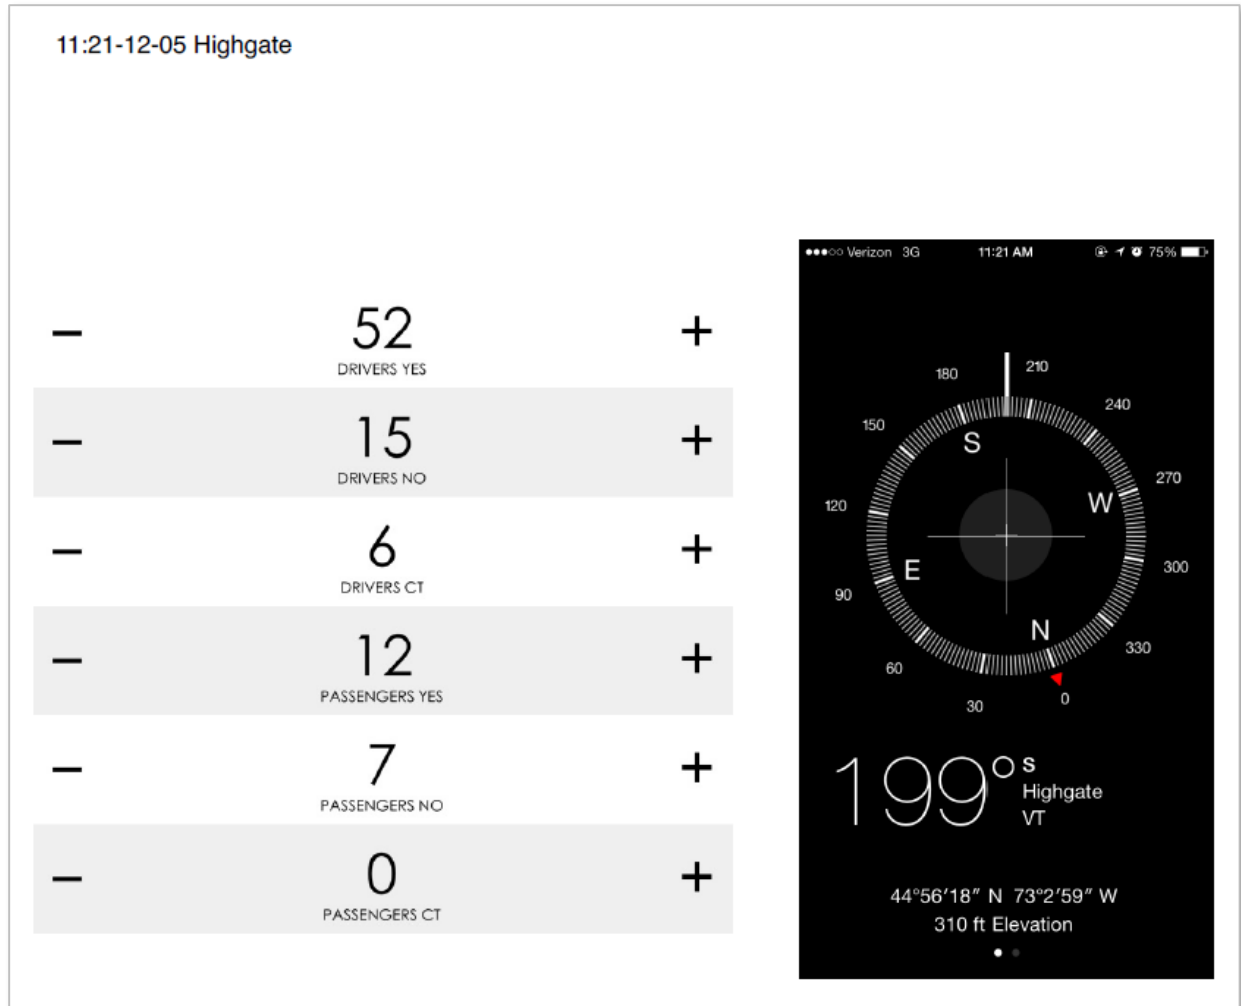 11:21-12-05 Highgate
− 52 +
DRIVERS YES
− 15 +
DRIVERS NO
− 6 +
DRIVERS CT
− 12 +
PASSENGERS YES
− 7 +
PASSENGERS NO
− 0 +
PASSENGERS CT
Verizon 3G 11:21 AM 75%
180 210
150 240
S
120 W 270
E 300
90 N 330
60 0
30
199° S
Highgate
VT
44°56′18″ N 73°2′59″ W
310 ft Elevation